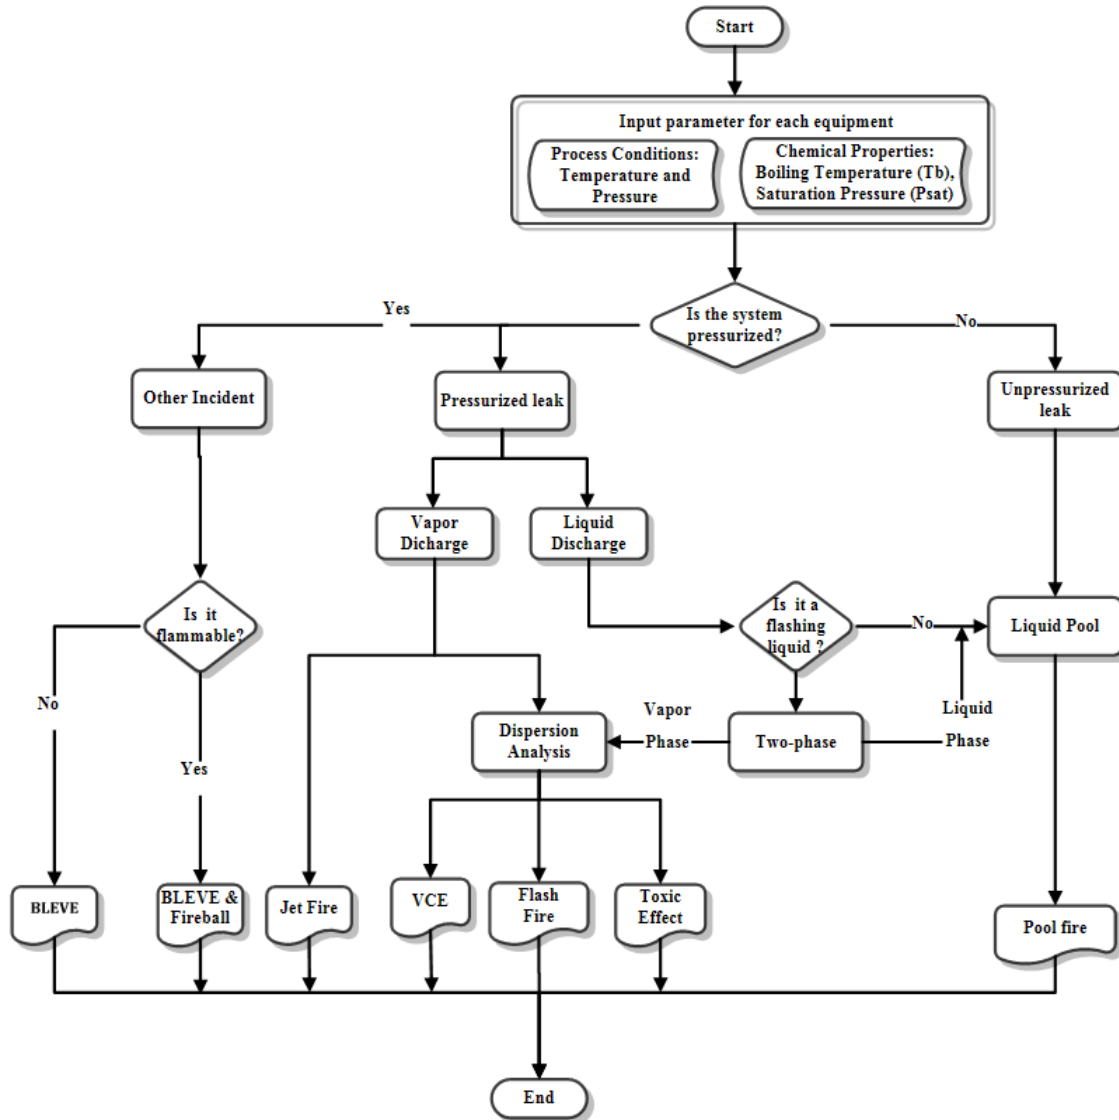 Start
Input parameter for each equipment
Process Conditions:
Temperature and
Pressure
Chemical Properties:
Boiling Temperature (Tb),
Saturation Pressure (Psat)
Is the system
pressurized?
Yes
No
Other Incident
Pressurized leak
Unpressurized
leak
Vapor
Dicharge
Liquid
Discharge
Is it
flammable?
Is it a
flashing
liquid ?
No
Liquid Pool
No
Vapor
Phase
Liquid
Phase
Dispersion
Analysis
Two-phase
Yes
BLEVE
BLEVE &
Fireball
Jet Fire
VCE
Flash
Fire
Toxic
Effect
Pool fire
End